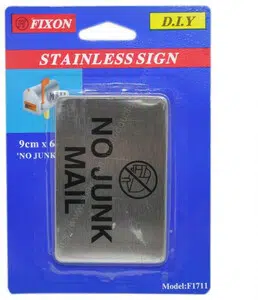 FIXON
D.I.Y
STAINLESS SIGN
9cm x 6
'NO JUNK
NO JUNK
MAIL
Model:F1711